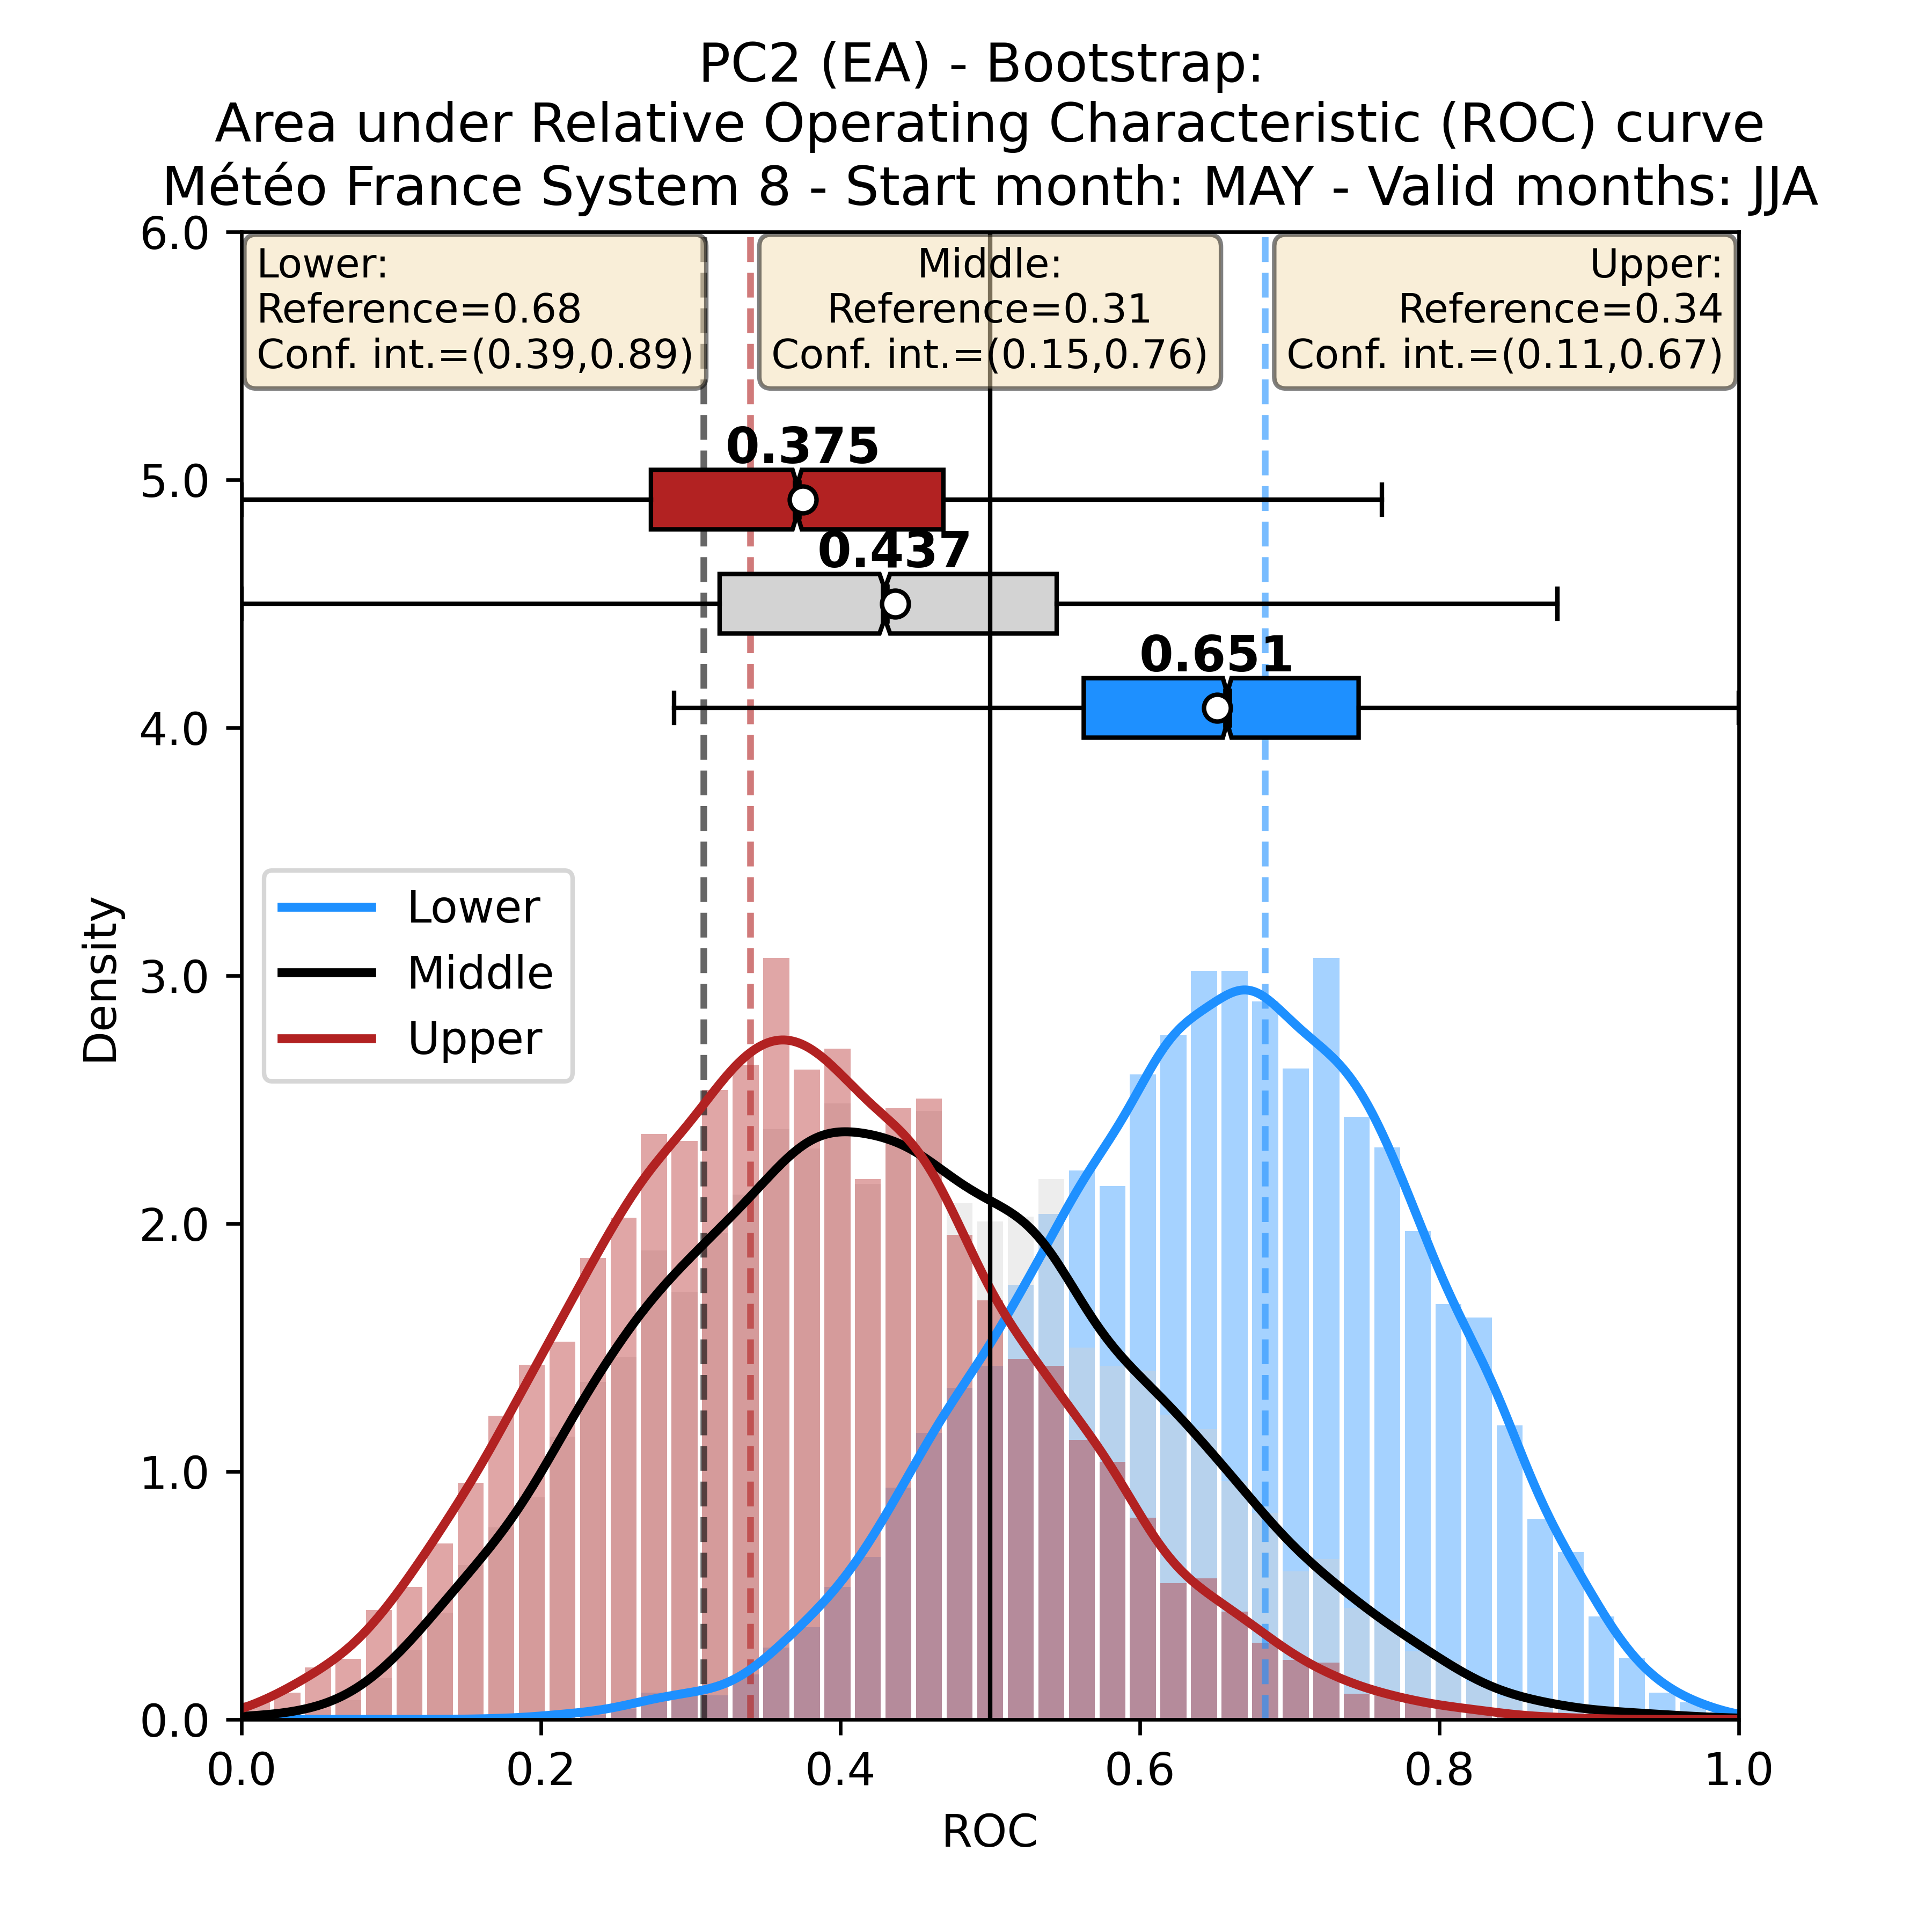 PC2 (EA) - Bootstrap:
Area under Relative Operating Characteristic (ROC) curve
Météo France System 8 - Start month: MAY - Valid months: JJA
Lower:
Reference=0.68
Conf. int.=(0.39,0.89)
Middle:
Reference=0.31
Conf. int.=(0.15,0.76)
Upper:
Reference=0.34
Conf. int.=(0.11,0.67)
0.375
0.437
0.651
Lower
Middle
Upper
Density
6.0
5.0
4.0
3.0
2.0
1.0
0.0
0.0 0.2 0.4 0.6 0.8 1.0
ROC